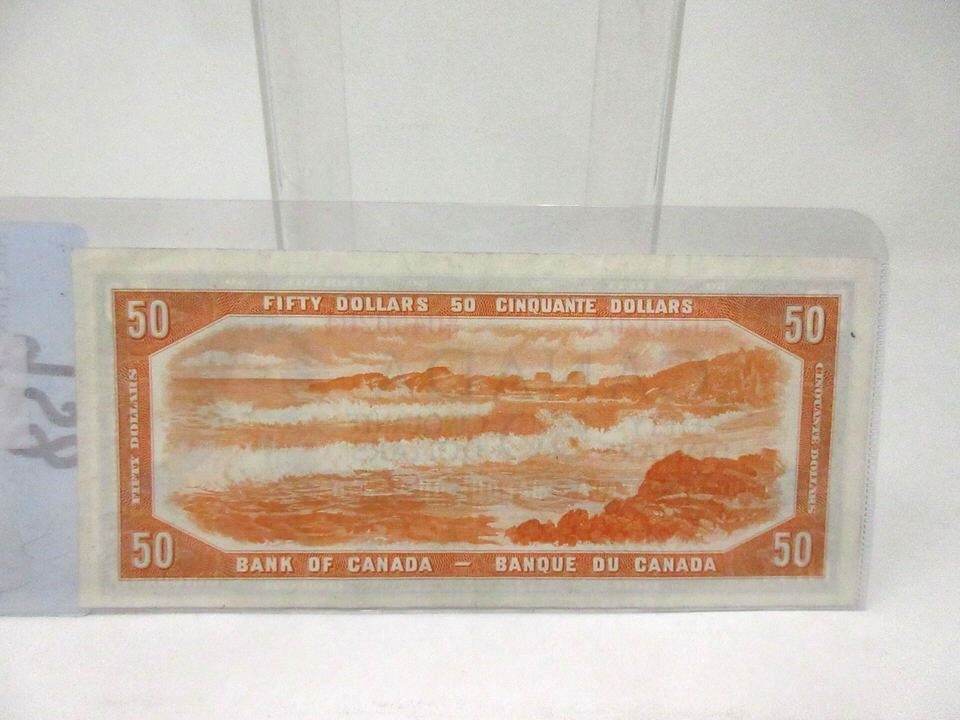 50 FIFTY DOLLARS 50 CINQUANTE DOLLARS 50
FIFTY DOLLARS
CINQUANTE DOLLARS
50 BANK OF CANADA — BANQUE DU CANADA 50